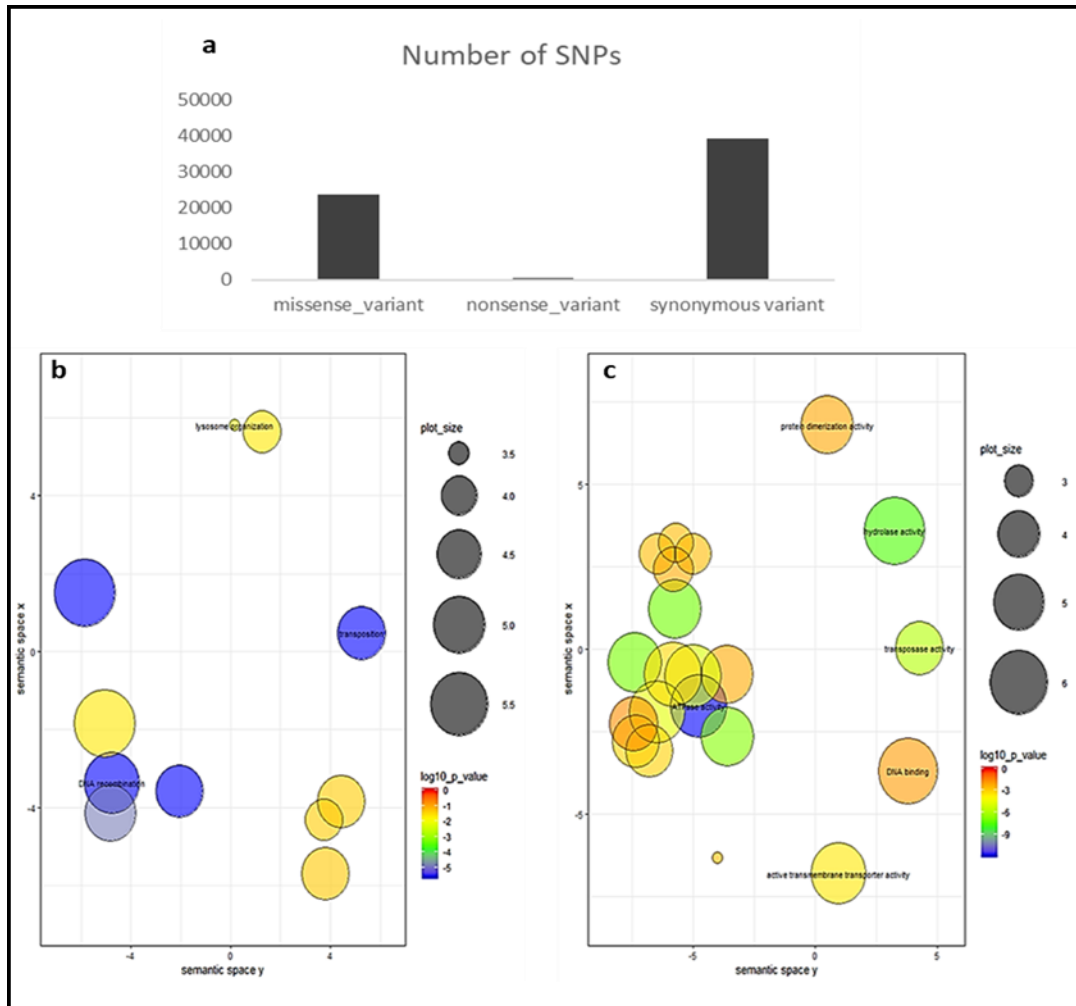 a
Number of SNPs
50000
40000
30000
20000
10000
0
missense_variant nonsense_variant synonymous variant
b
lysosome organization
transposition
DNA recombination
4
0
-4
semantic space x
-4 0 4
semantic space y
plot_size
3.5
4.0
4.5
5.0
5.5
log10_p_value
0
-1
-2
-3
-4
-5
c
protein dimerization activity
hydrolase activity
transposase activity
ATPase activity
DNA binding
active transmembrane transporter activity
5
0
-5
semantic space x
-5 0 5
semantic space y
plot_size
3
4
5
6
log10_p_value
0
-3
-6
-9